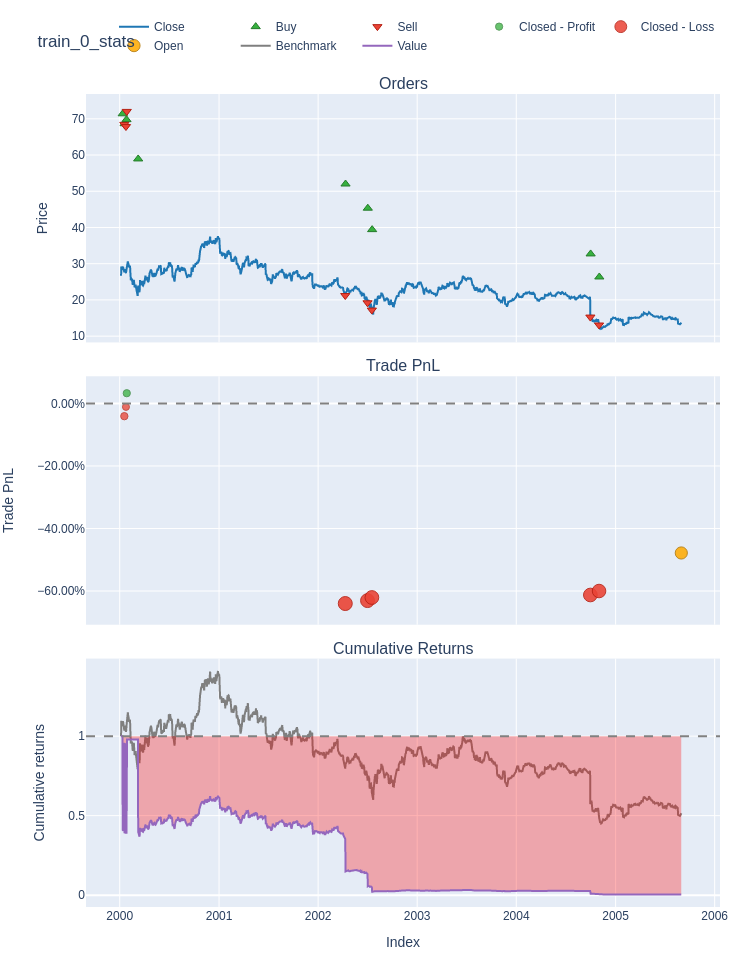 train_0_stats
Close
Buy
Sell
Closed - Profit
Closed - Loss
Open
Benchmark
Value
Orders
Price
70
60
50
40
30
20
10
Trade PnL
Trade PnL
0.00%
−20.00%
−40.00%
−60.00%
Cumulative Returns
Cumulative returns
1
0.5
0
2000
2001
2002
2003
2004
2005
2006
Index